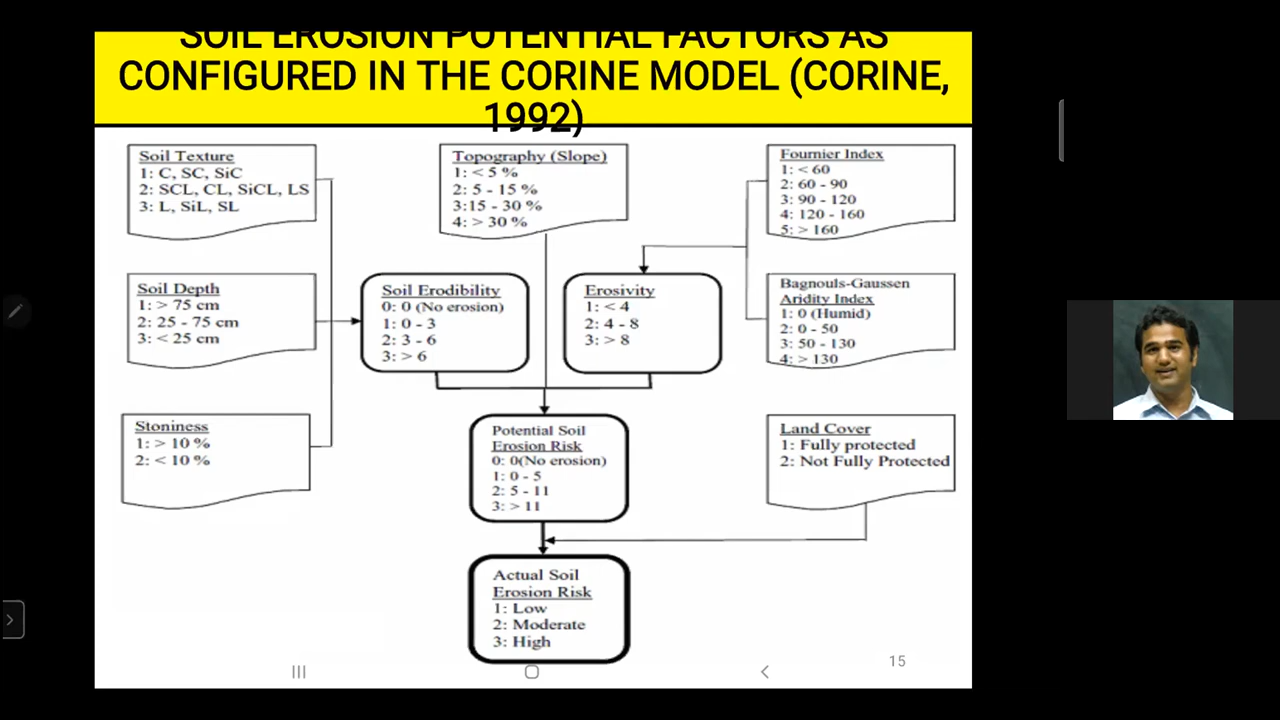 SOIL EROSION POTENTIAL FACTORS AS
CONFIGURED IN THE CORINE MODEL (CORINE,
1992)
Soil Texture
1: C, SC, SiC
2: SCL, CL, SiCL, LS
3: L, SiL, SL
Topography (Slope)
1: < 5 %
2: 5 - 15 %
3:15 - 30 %
4: > 30 %
Fournier Index
1: < 60
2: 60 - 90
3: 90 - 120
4: 120 - 160
5: > 160
Soil Depth
1: > 75 cm
2: 25 - 75 cm
3: < 25 cm
Soil Erodibility
0: 0 (No erosion)
1: 0 - 3
2: 3 - 6
3: > 6
Erosivity
1: < 4
2: 4 - 8
3: > 8
Bagnouls-Gaussen
Aridity Index
1: 0 (Humid)
2: 0 - 50
3: 50 - 130
4: > 130
Stoniness
1: > 10 %
2: < 10 %
Potential Soil
Erosion Risk
0: 0(No erosion)
1: 0 - 5
2: 5 - 11
3: > 11
Land Cover
1: Fully protected
2: Not Fully Protected
Actual Soil
Erosion Risk
1: Low
2: Moderate
3: High
15